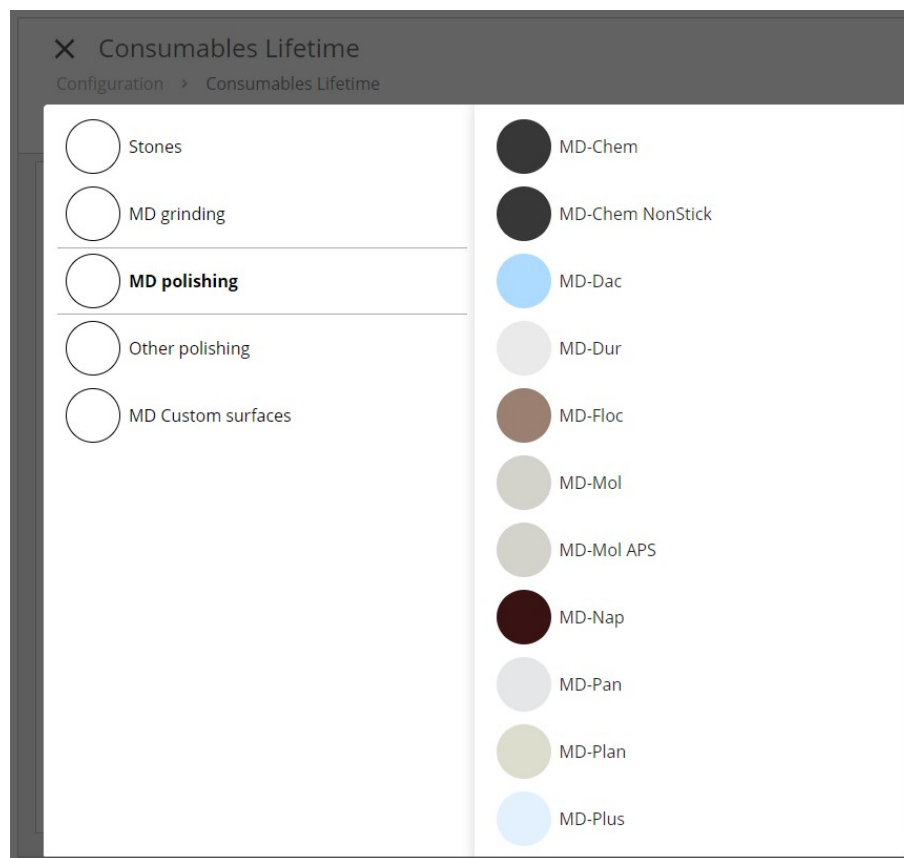 Consumables Lifetime
Configuration > Consumables Lifetime
Stones
MD grinding
MD polishing
Other polishing
MD Custom surfaces
MD-Chem
MD-Chem NonStick
MD-Dac
MD-Dur
MD-Floc
MD-Mol
MD-Mol APS
MD-Nap
MD-Pan
MD-Plan
MD-Plus